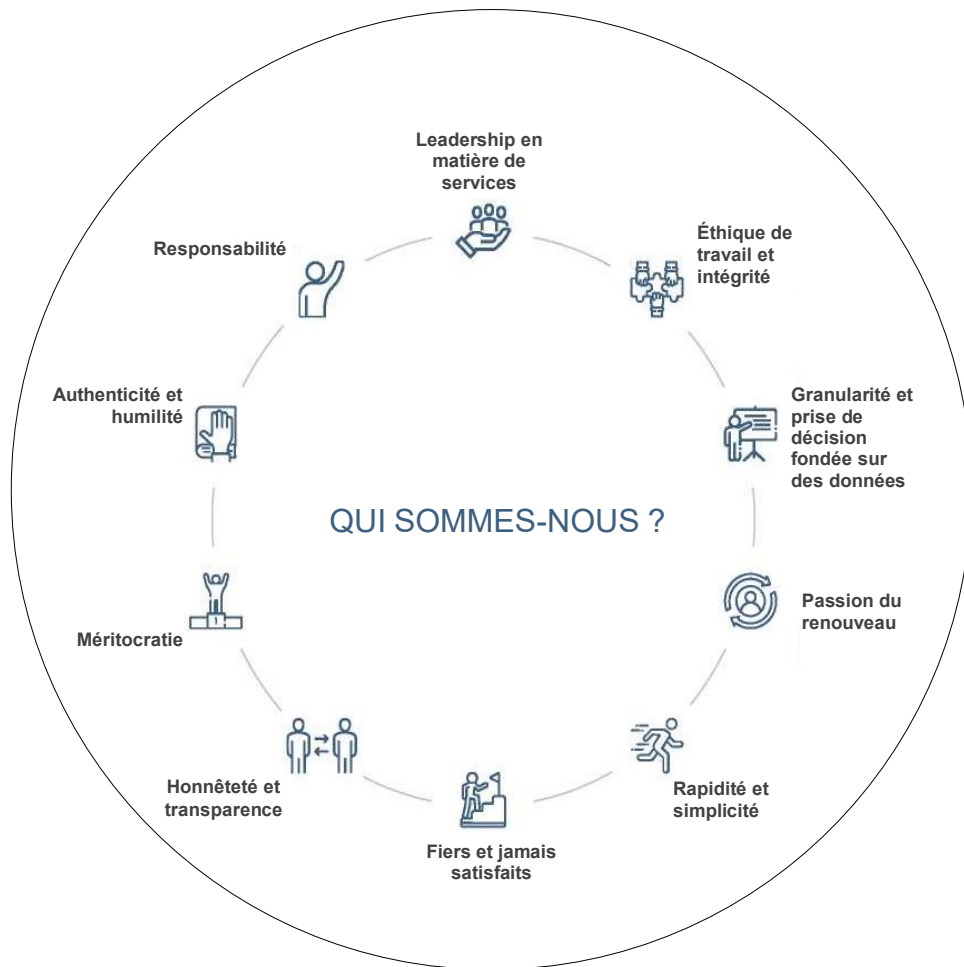 Leadership en
matière de
services
Éthique de
travail et
intégrité
Granularité et
prise de
décision
fondée sur
des données
Passion du
renouveau
Rapidité et
simplicité
Fiers et jamais
satisfaits
Honnêteté et
transparence
Méritocratie
Authenticité et
humilité
Responsabilité
QUI SOMMES-NOUS ?